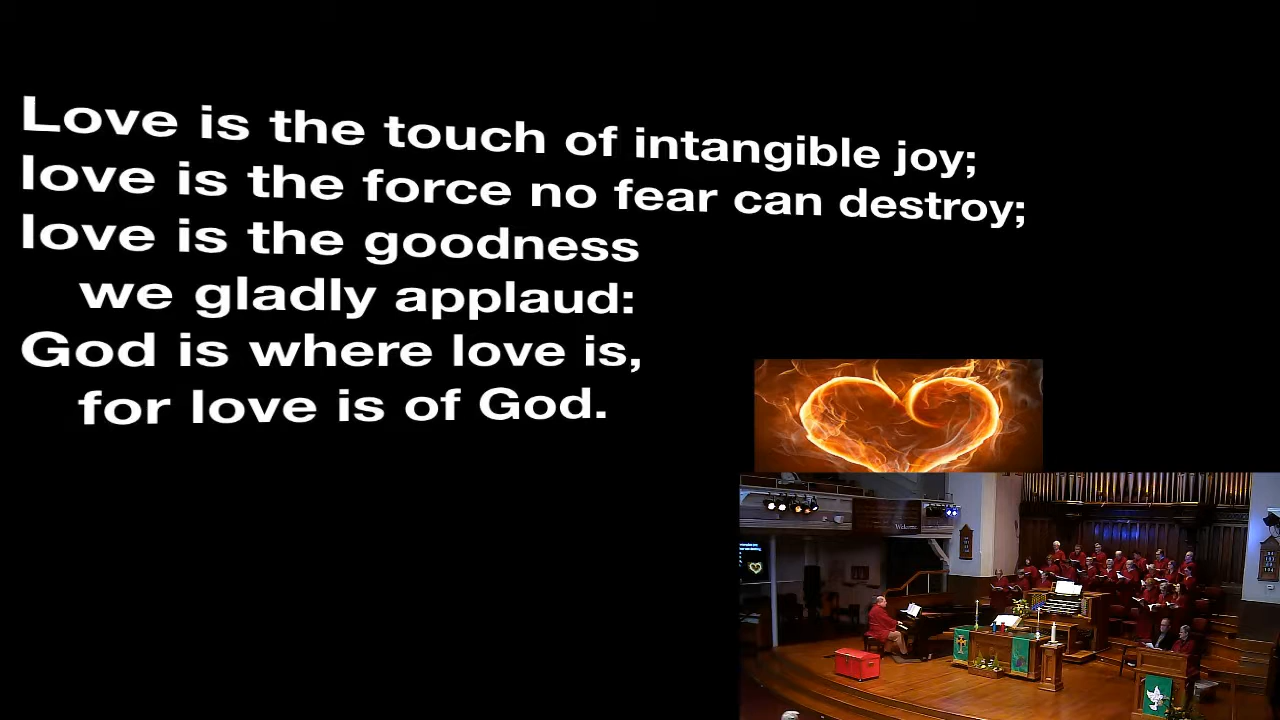 Love is the touch of intangible joy;
love is the force no fear can destroy;
love is the goodness
we gladly applaud:
God is where love is,
for love is of God.
Welcome